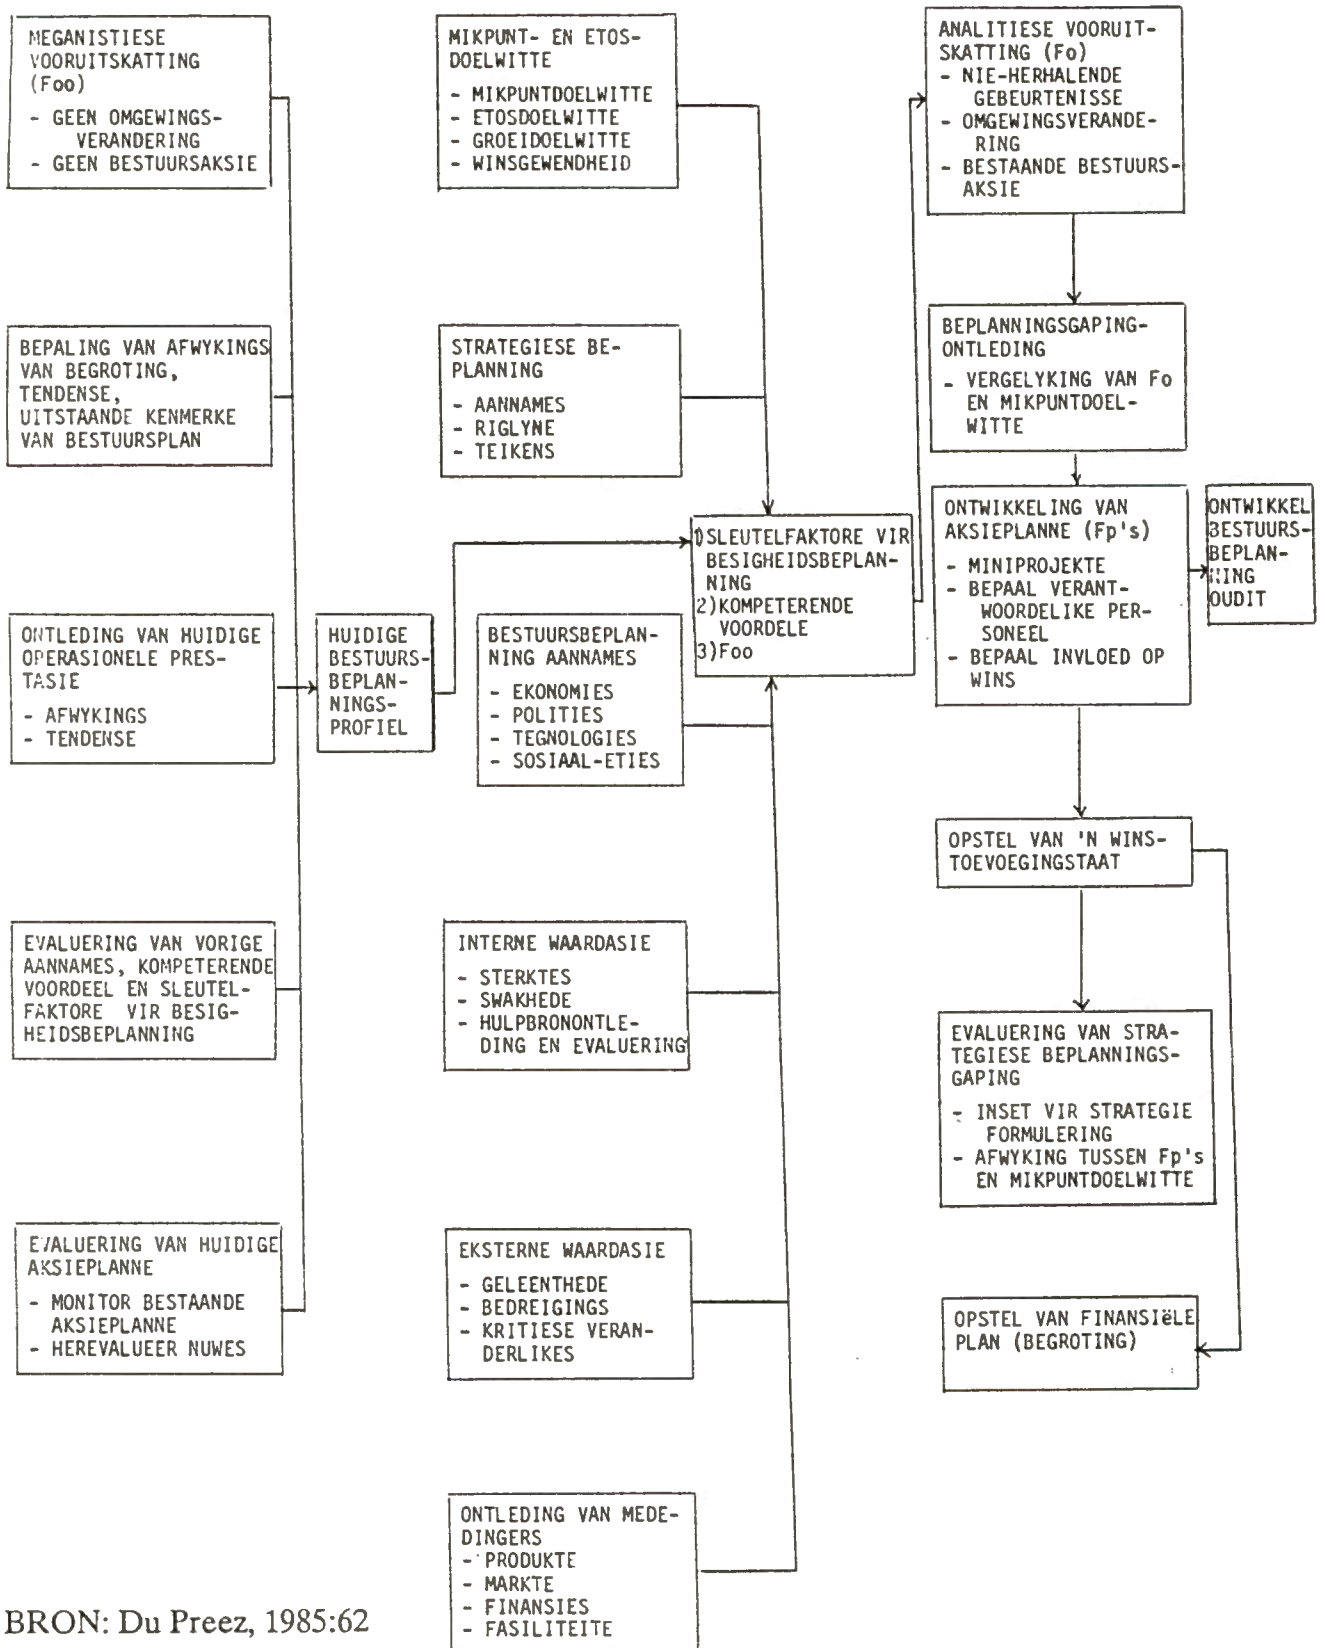 MEGANISTIESE
VOORUITSKATTING
(Foo)
- GEEN OMGEWINGS-
VERANDERING
- GEEN BESTUURSAKSIE
BEPALING VAN AFWYKINGS
VAN BEGROTING,
TENDENSE,
UITSTAANDE KENMERKE
VAN BESTUURSPLAN
ONTLEDING VAN HUIDIGE
OPERASIONELE PRES-
TASIE
- AFWYKINGS
- TENDENSE
EVALUERING VAN VORIGE
AANNAMES, KOMPETERENDE
VOORDEEL EN SLEUTEL-
FAKTORE VIR BESIG-
HEIDSBEPLANNING
EVALUERING VAN HUIDIGE
AKSIEPLANNE
- MONITOR BESTAANDE
AKSIEPLANNE
- HEREVALUEER NUWES
HUIDIGE
BESTUURS-
BEPLAN-
NINGS-
PROFIEL
MIKPUNT- EN ETOS-
DOELWITTE
- MIKPUNTDOELWITTE
- ETOSDOELWITTE
- GROEIDOELWITTE
- WINSGEWENDHEID
STRATEGIESE BE-
PLANNING
- AANNAMES
- RIGLYNE
- TEIKENS
BESTUURSBEPLAN-
NING AANNAMES
- EKONOMIES
- POLITIES
- TEGNOLOGIES
- SOSIAAL-ETIES
INTERNE WAARDASIE
- STERKTES
- SWAKHEDE
- HULPBRONONTLE-
DING EN EVALUERING
EKSTERNE WAARDASIE
- GELEENTHEDE
- BEDREIGINGS
- KRITIESE VERAN-
DERLIKES
ONTLEDING VAN MEDE-
DINGERS
- PRODUKTE
- MARKTE
- FINANSIES
- FASILITEITE
1)SLEUTELFAKTORE VIR
BESIGHEIDSBEPLAN-
NING
2)KOMPETERENDE
VOORDELE
3)Foo
ANALITIESE VOORUIT-
SKATTING (Fo)
- NIE-HERHALENDE
GEBEURTENISSE
- OMGEWINGSVERANDE-
RING
- BESTAANDE BESTUURS-
AKSIE
BEPLANNINGSGAPING-
ONTLEDING
- VERGELYKING VAN Fo
EN MIKPUNTDOEL-
WITTE
ONTWIKKELING VAN
AKSIEPLANNE (Fp's)
- MINIPROJEKTE
- BEPAAL VERANT-
WOORDELIKE PER-
SONEEL
- BEPAAL INVLOED OP
WINS
ONTWIKKEL
BESTUURS-
BEPLAN-
NING
OUDIT
OPSTEL VAN 'N WINS-
TOEVOEGINGSTAAT
EVALUERING VAN STRA-
TEGIESE BEPLANNINGS-
GAPING
- INSET VIR STRATEGIE
FORMULERING
- AFWYKING TUSSEN Fp's
EN MIKPUNTDOELWITTE
OPSTEL VAN FINANSIëLE
PLAN (BEGROTING)
BRON: Du Preez, 1985:62